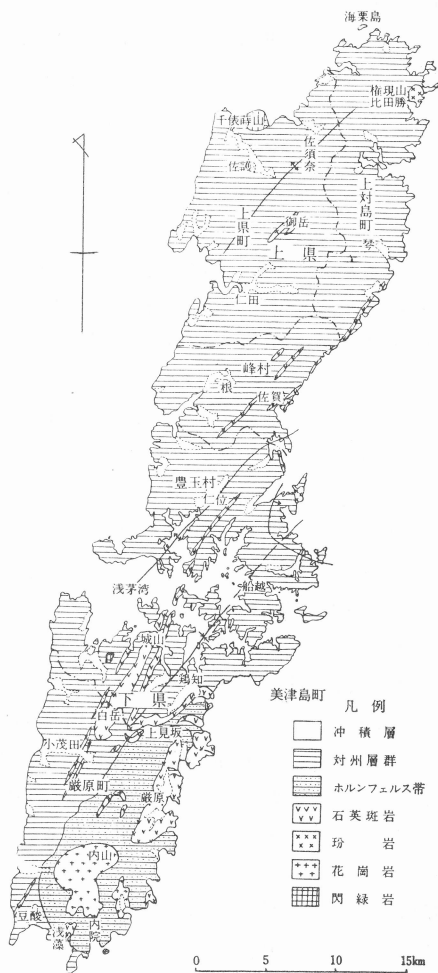 海栗島
権現山
比田勝
千俵蒔山
佐須奈
佐護
上対島町
上県町
御岳
琴
上県
仁田
峰村
三根
佐賀
豊玉村
仁位
浅茅湾
船越
城山
鶏知
下県
美津島町
白岳
上見坂
小茂田
厳原町
厳原
内山
豆酸
浅藻
内院
凡例
冲積層
対州層群
ホルンフェルス帯
石英斑岩
玢岩
花崗岩
閃緑岩
0 5 10 15km